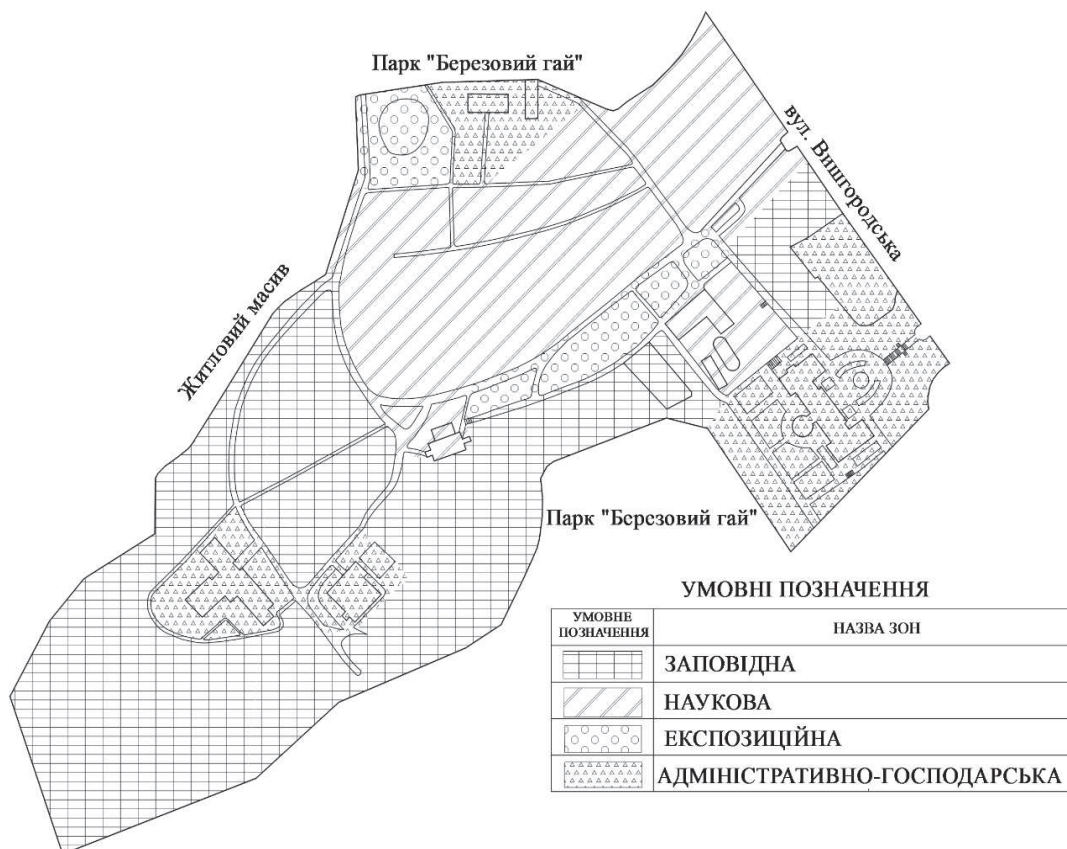 Парк "Березовий гай"
вул. Вишгородська
Житловий масив
Парк "Березовий гай"
УМОВНІ ПОЗНАЧЕННЯ
УМОВНЕ
ПОЗНАЧЕННЯ
НАЗВА ЗОН
ЗАПОВІДНА
НАУКОВА
ЕКСПОЗИЦІЙНА
АДМІНІСТРАТИВНО-ГОСПОДАРСЬКА